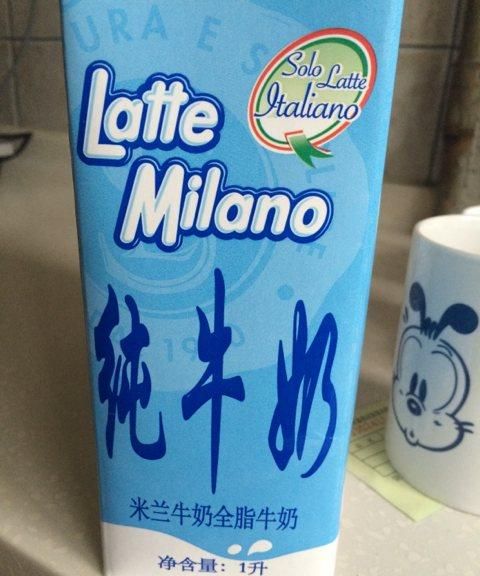 Solo Latte
Italiano
Latte
Milano
纯牛奶
米兰牛奶全脂牛奶
净含量：1升